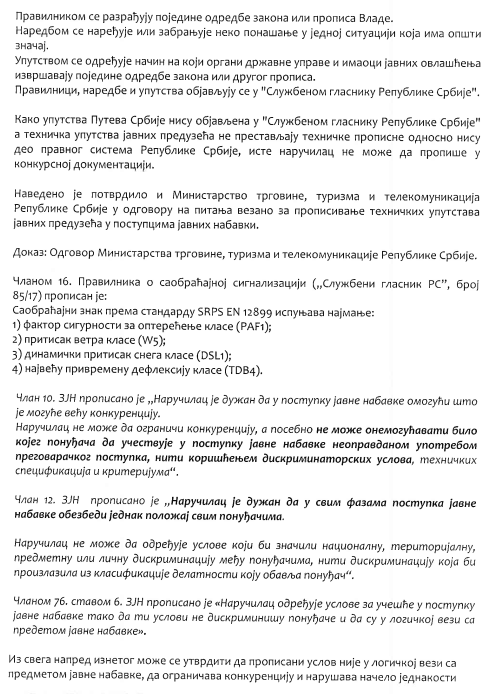 Правилником се разрађују поједине одредбе закона или прописа Владе.
Наредбом се наређује или забрањује неко понашање у једној ситуацији која има општи
значај.
Упутством се одређује начин на који органи државне управе и имаоци јавних овлашћења
извршавају поједине одредбе закона или другог прописа.
Правилници, наредбе и упутства објављују се у "Службеном гласнику Републике Србије".
Како упутства Путева Србије нису објављена у "Службеном гласнику Републике Србије"
а техничка упутства јавних предузећа не престављају техничке прописне односно нису
део правног система Републике Србије, исте наручилац не може да пропише у
конкурсној документацији.
Наведено је потврдило и Министарство трговине, туризма и телекомуникација
Републике Србије у одговору на питања везано за прописивање техничких упутстава
јавних предузећа у поступцима јавних набавки.
Доказ: Одговор Министарства трговине, туризма и телекомуникације Републике Србије.
Чланом 16. Правилника о саобраћајној сигнализацији („Службени гласник РС”, број
85/17) прописан је:
Саобраћајни знак према стандарду SRPS EN 12899 испуњава најмање:
1) фактор сигурности за оптерећење класе (PAF1);
2) притисак ветра класе (W5);
3) динамички притисак снега класе (DSL1);
4) највећу привремену дефлексију класе (TDB4).
Члан 10. ЗЈН прописано је „Наручилац је дужан да у поступку јавне набавке омогући што
је могуће већу конкуренцију.
Наручилац не може да ограничи конкуренцију, а посебно не може онемогућавати било
којег понуђача да учествује у поступку јавне набавке неоправданом употребом
преговарачког поступка, нити коришћењем дискриминаторских услова, техничких
спецификација и критеријума“.
Члан 12. ЗЈН прописано је „Наручилац је дужан да у свим фазама поступка јавне
набавке обезбеди једнак положај свим понуђачима.
Наручилац не може да одређује услове који би значили националну, територијалну,
предметну или личну дискриминацију међу понуђачима, нити дискриминацију која би
произлазила из класификације делатности коју обавља понуђач“.
Чланом 76. ставом 6. ЗЈН прописано је «Наручилац одређује услове за учешће у поступку
јавне набавке тако да ти услови не дискриминишу понуђаче и да су у логичкој вези са
предетом јавне набавке».
Из свега напред изнетог може се утврдити да прописани услов није у логичкој вези са
предметом јавне набавке, да ограничава конкуренцију и нарушава начело једнакости